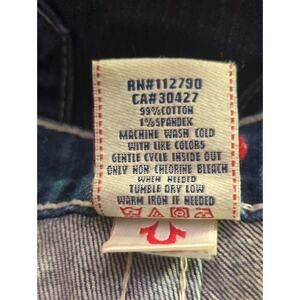 RN#112790
CA#30427
99%COTTON
1%SPANDEX
MACHINE WASH COLD
WITH LIKE COLORS
GENTLE CYCLE INSIDE OUT
ONLY NON CHLORINE BLEACH
WHEN NEEDED
TUMBLE DRY LOW
WARM IRON IF NEEDED